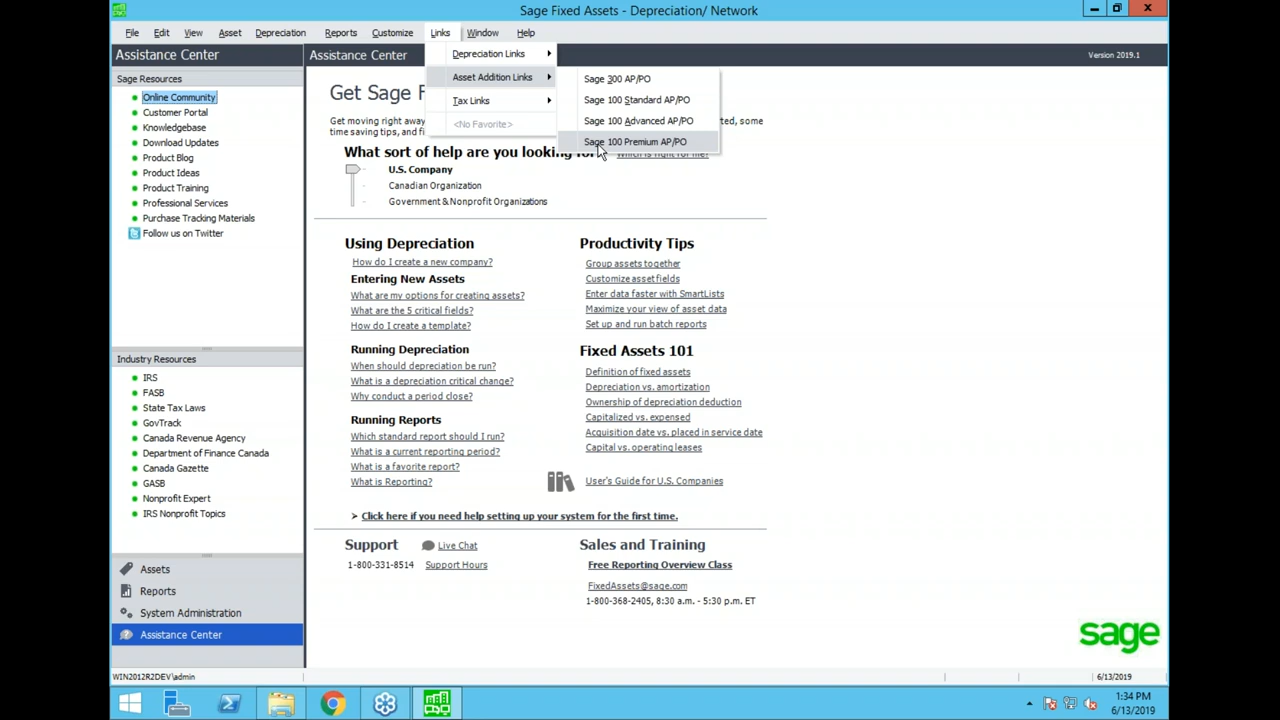 Sage Fixed Assets - Depreciation/ Network
File Edit View Asset Depreciation Reports Customize Links Window Help
Assistance Center
Sage Resources
Online Community
Customer Portal
Knowledgebase
Download Updates
Product Blog
Product Ideas
Product Training
Professional Services
Purchase Tracking Materials
Follow us on Twitter
Industry Resources
IRS
FASB
State Tax Laws
GovTrack
Canada Revenue Agency
Department of Finance Canada
Canada Gazette
GASB
Nonprofit Expert
IRS Nonprofit Topics
Assets
Reports
System Administration
Assistance Center
Assistance Center
Version 2019.1
Depreciation Links
Asset Addition Links
Tax Links
<No Favorite>
Sage 300 AP/PO
Sage 100 Standard AP/PO
Sage 100 Advanced AP/PO
Sage 100 Premium AP/PO
Get Sage
Get moving right away
some
time saving tips, and
What sort of help are you looking for
Which is right for me?
U.S. Company
Canadian Organization
Government & Nonprofit Organizations
Using Depreciation
How do I create a new company?
Entering New Assets
What are my options for creating assets?
What are the 5 critical fields?
How do I create a template?
Running Depreciation
When should depreciation be run?
What is a depreciation critical change?
Why conduct a period close?
Running Reports
Which standard report should I run?
What is a current reporting period?
What is a favorite report?
What is Reporting?
Productivity Tips
Group assets together
Customize asset fields
Enter data faster with SmartLists
Maximize your view of asset data
Set up and run batch reports
Fixed Assets 101
Definition of fixed assets
Depreciation vs. amortization
Ownership of depreciation deduction
Capitalized vs. expensed
Acquisition date vs. placed in service date
Capital vs. operating leases
User's Guide for U.S. Companies
➤ Click here if you need help setting up your system for the first time.
Support
Live Chat
1-800-331-8514 Support Hours
Sales and Training
Free Reporting Overview Class
FixedAssets@sage.com
1-800-368-2405, 8:30 a.m. - 5:30 p.m. ET
sage
WIN2012R2DEV\admin
6/13/2019
1:34 PM
6/13/2019